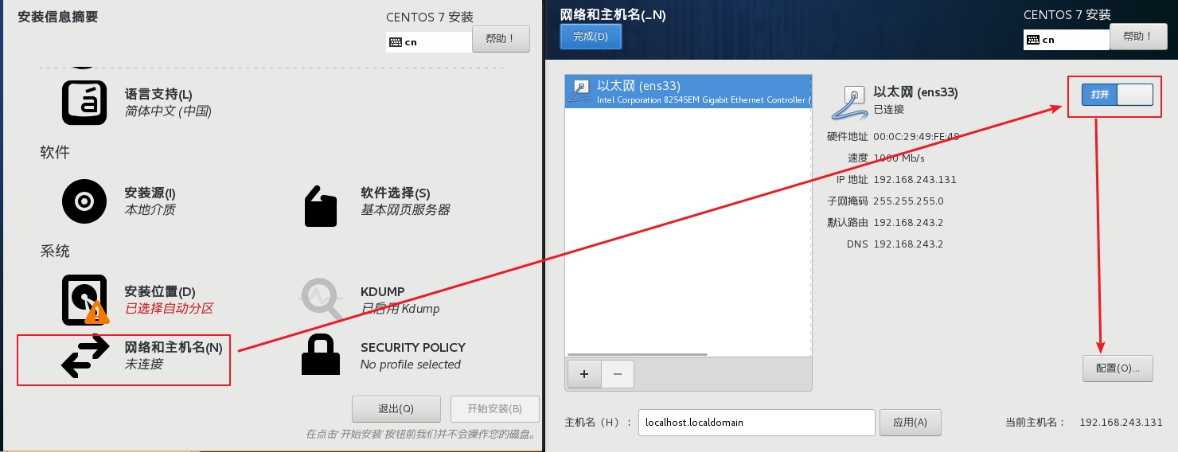 安装信息摘要
CENTOS 7 安装
cn
帮助！
语言支持(L)
简体中文 (中国)
软件
安装源(I)
本地介质
软件选择(S)
基本网页服务器
系统
安装位置(D)
已选择自动分区
KDUMP
已启用 Kdump
网络和主机名(N)
未连接
SECURITY POLICY
No profile selected
退出(Q)
开始安装(B)
在点击'开始安装'按钮前我们并不会操作您的磁盘。
网络和主机名(_N)
完成(D)
CENTOS 7 安装
cn
帮助！
以太网 (ens33)
Intel Corporation 82545EM Gigabit Ethernet Controller (
以太网 (ens33)
已连接
打开
硬件地址 00:0C:29:49:FE:48
速度 1000 Mb/s
IP 地址 192.168.243.131
子网掩码 255.255.255.0
默认路由 192.168.243.2
DNS 192.168.243.2
+
−
配置(O)...
主机名（H）： localhost.localdomain
应用(A)
当前主机名： 192.168.243.131